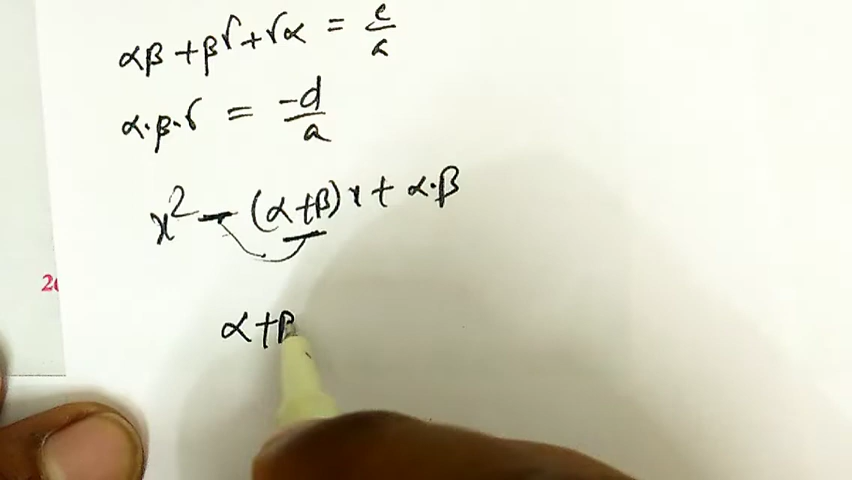 αβ + βγ + γα = c/a
α·β·γ = -d/a
x² - (α+β)x + α·β
α+β